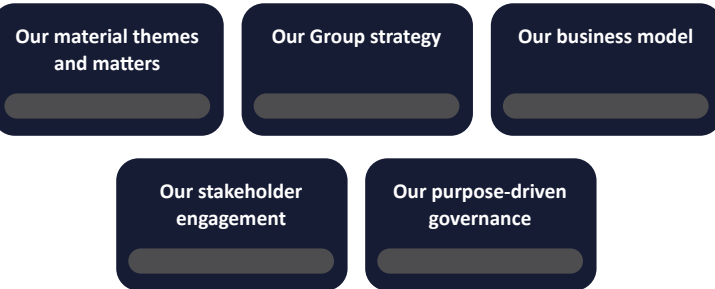 Our material themes
and matters
Our Group strategy
Our business model
Our stakeholder
engagement
Our purpose-driven
governance